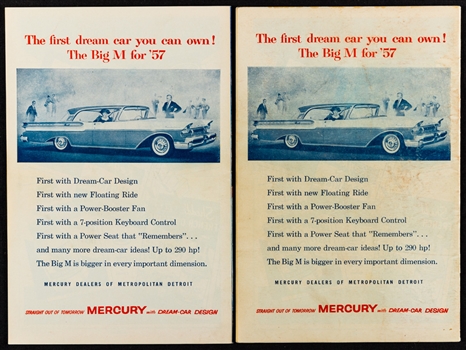 The first dream car you can own!
The Big M for '57
First with Dream-Car Design
First with new Floating Ride
First with a Power-Booster Fan
First with a 7-position Keyboard Control
First with a Power Seat that "Remembers"...
and many more dream-car ideas! Up to 290 hp!
The Big M is bigger in every important dimension.
MERCURY DEALERS OF METROPOLITAN DETROIT
STRAIGHT OUT OF TOMORROW MERCURY with DREAM-CAR DESIGN
The first dream car you can own!
The Big M for '57
First with Dream-Car Design
First with new Floating Ride
First with a Power-Booster Fan
First with a 7-position Keyboard Control
First with a Power Seat that "Remembers"...
and many more dream-car ideas! Up to 290 hp!
The Big M is bigger in every important dimension.
MERCURY DEALERS OF METROPOLITAN DETROIT
STRAIGHT OUT OF TOMORROW MERCURY with DREAM-CAR DESIGN